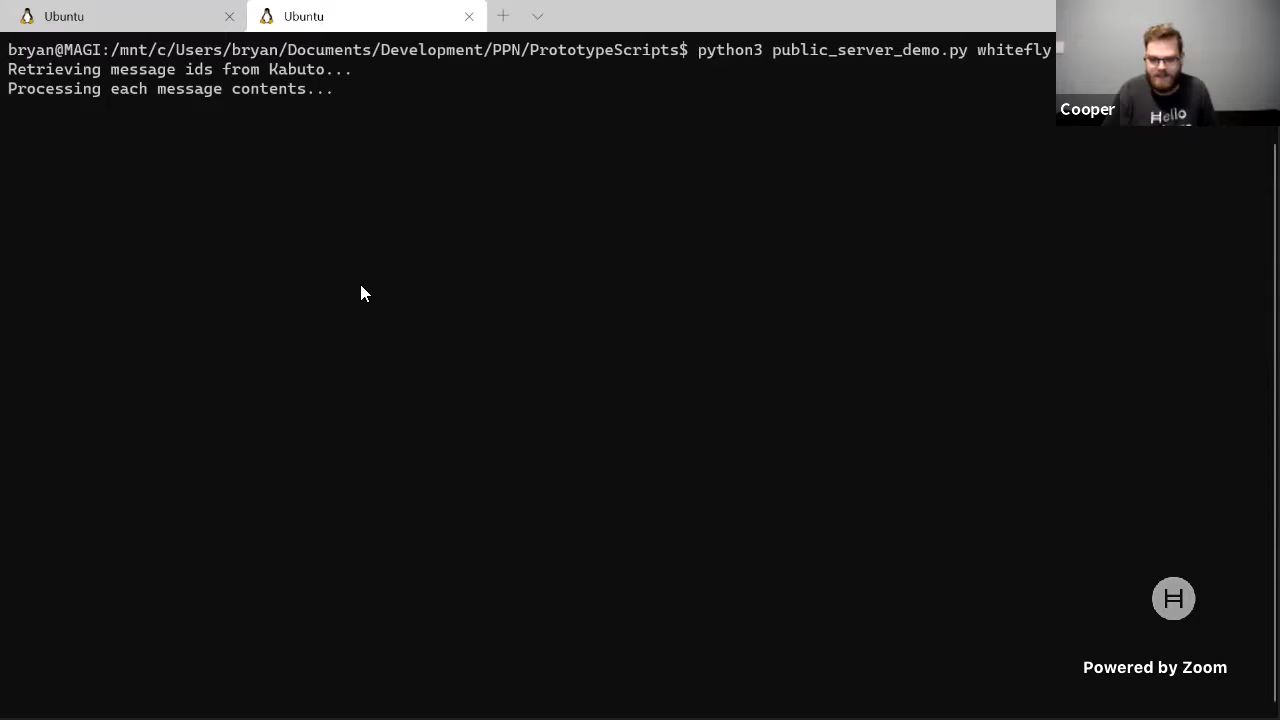 Ubuntu
Ubuntu
bryan@MAGI:/mnt/c/Users/bryan/Documents/Development/PPN/PrototypeScripts$ python3 public_server_demo.py whitefly
Retrieving message ids from Kabuto...
Processing each message contents...
Cooper
Hello
Powered by Zoom